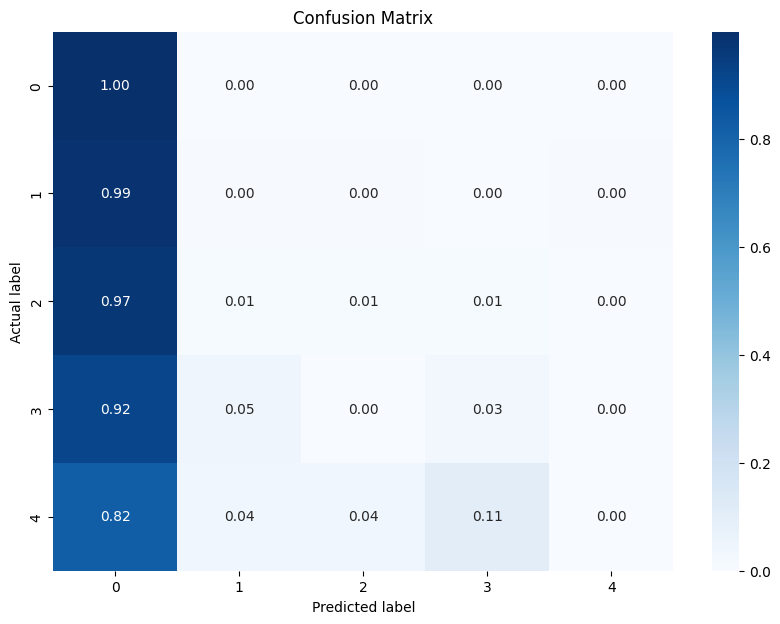 Confusion Matrix
Actual label
0 1.00 0.00 0.00 0.00 0.00
1 0.99 0.00 0.00 0.00 0.00
2 0.97 0.01 0.01 0.01 0.00
3 0.92 0.05 0.00 0.03 0.00
4 0.82 0.04 0.04 0.11 0.00
0 1 2 3 4
Predicted label
0.8
0.6
0.4
0.2
0.0